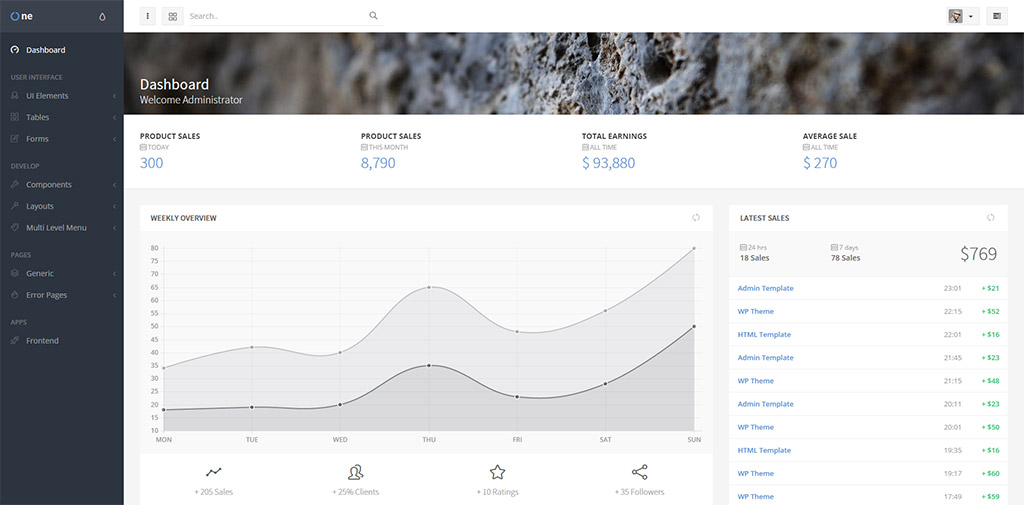 One
Search..
Dashboard
USER INTERFACE
UI Elements
Tables
Forms
DEVELOP
Components
Layouts
Multi Level Menu
PAGES
Generic
Error Pages
APPS
Frontend
Dashboard
Welcome Administrator
PRODUCT SALES
TODAY
300
PRODUCT SALES
THIS MONTH
8,790
TOTAL EARNINGS
ALL TIME
$ 93,880
AVERAGE SALE
ALL TIME
$ 270
WEEKLY OVERVIEW
80
75
70
65
60
55
50
45
40
35
30
25
20
15
10
MON TUE WED THU FRI SAT SUN
+ 205 Sales
+ 25% Clients
+ 10 Ratings
+ 35 Followers
LATEST SALES
24 hrs
18 Sales
7 days
78 Sales
$769
Admin Template 23:01 + $21
WP Theme 22:15 + $52
HTML Template 22:01 + $16
Admin Template 21:45 + $23
WP Theme 21:15 + $48
Admin Template 20:11 + $23
WP Theme 20:01 + $50
HTML Template 19:35 + $16
WP Theme 19:17 + $60
WP Theme 17:49 + $59